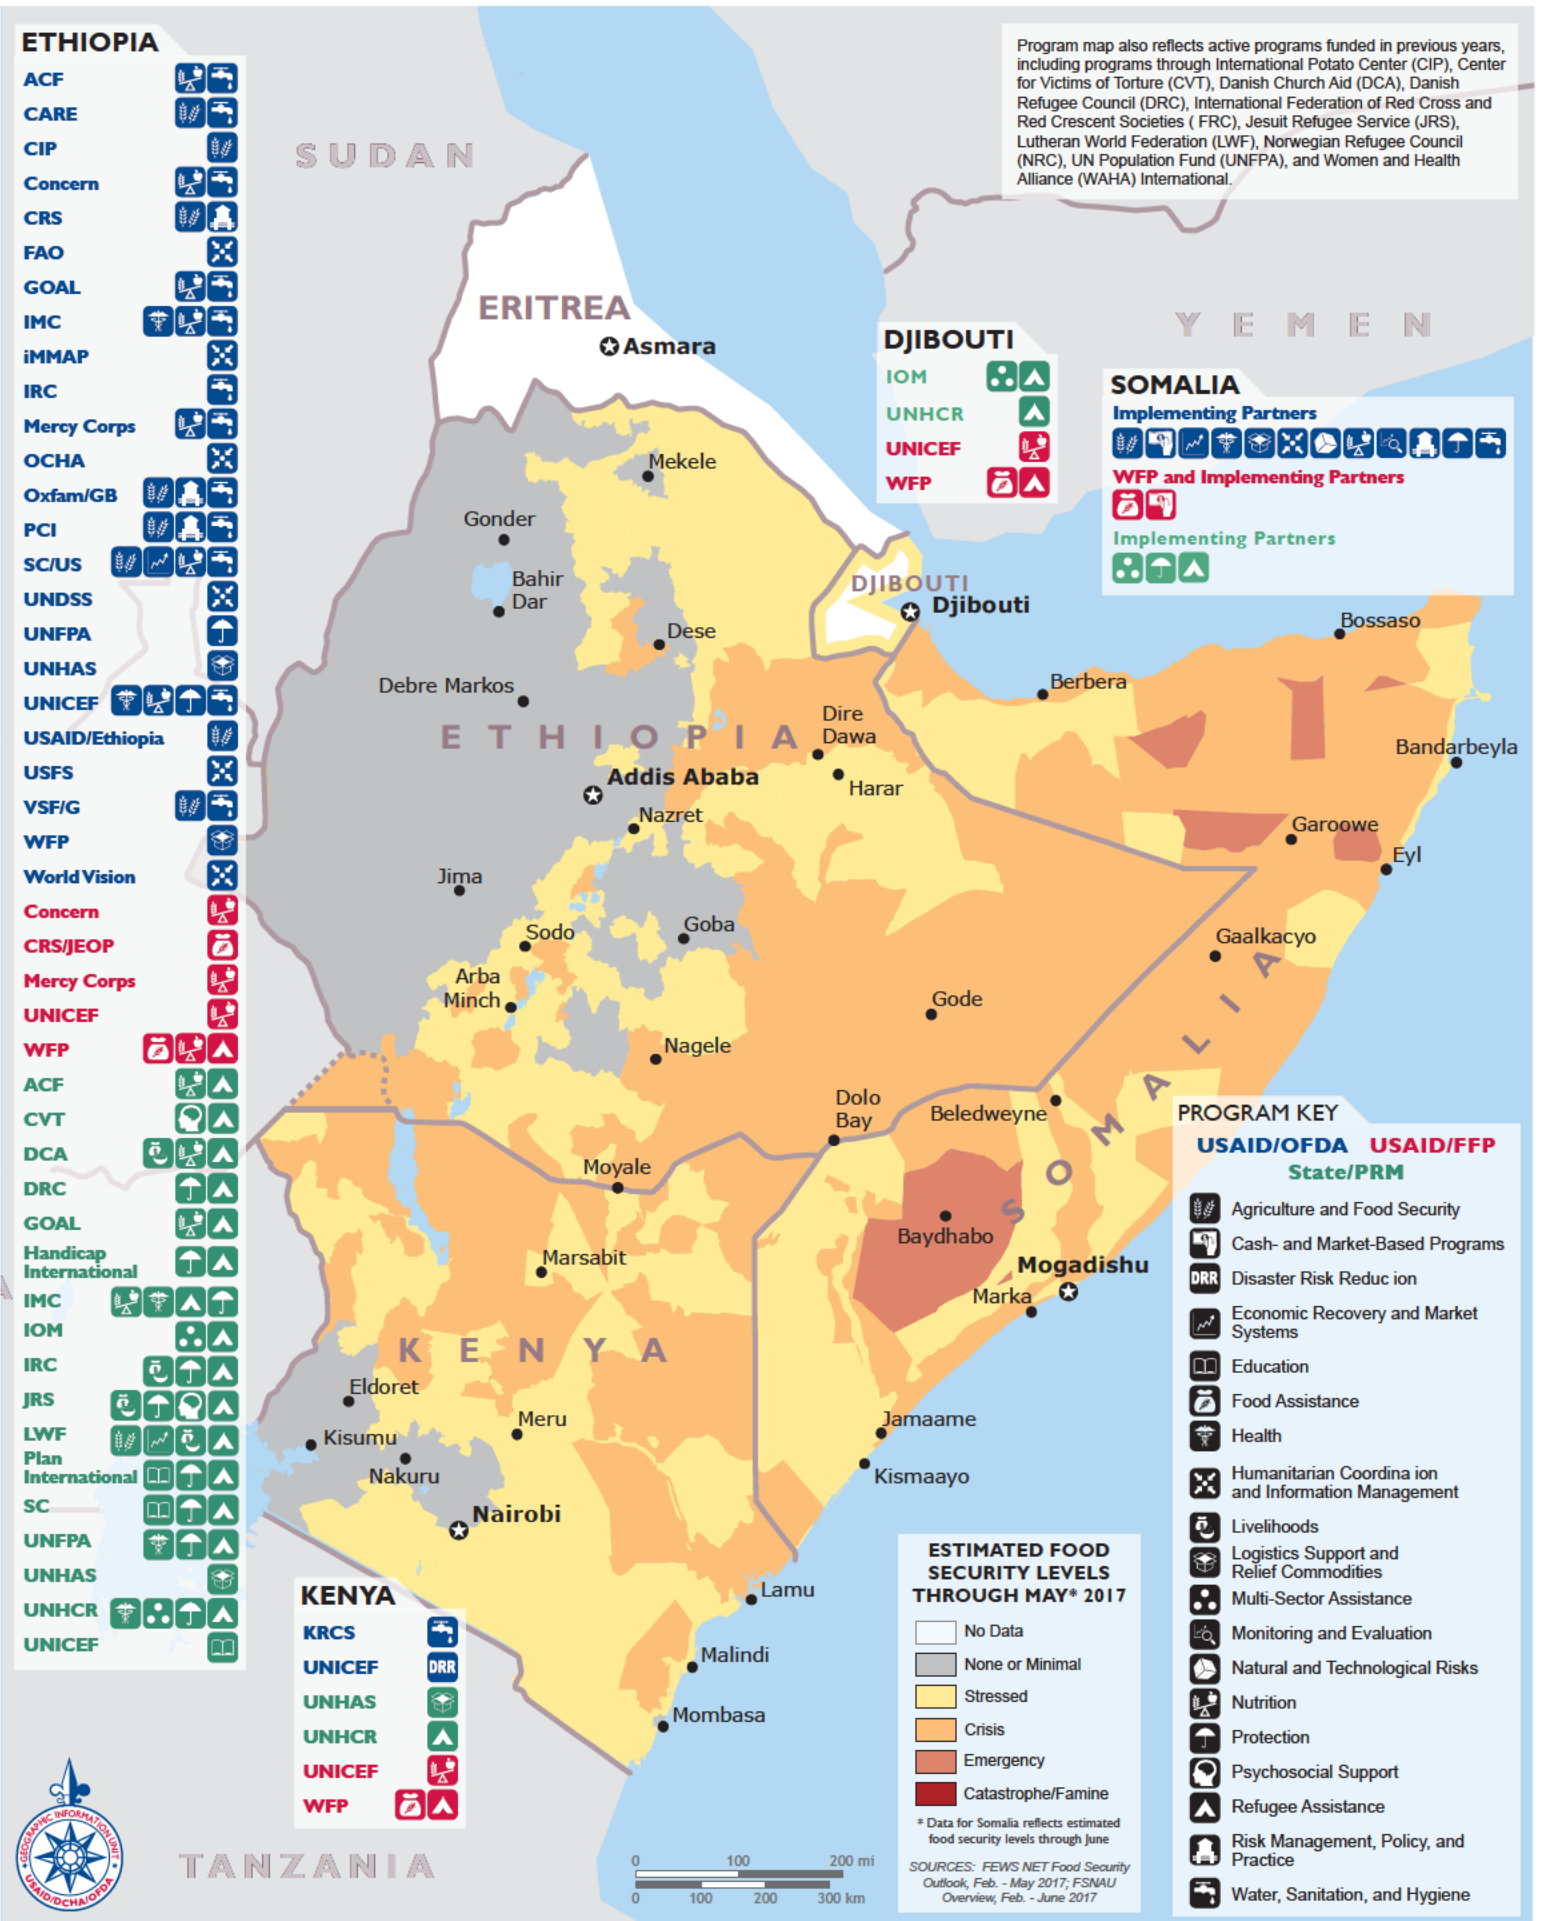 ETHIOPIA
ACF
CARE
CIP
Concern
CRS
FAO
GOAL
IMC
iMMAP
IRC
Mercy Corps
OCHA
Oxfam/GB
PCI
SC/US
UNDSS
UNFPA
UNHAS
UNICEF
USAID/Ethiopia
USFS
VSF/G
WFP
World Vision
Concern
CRS/JEOP
Mercy Corps
UNICEF
WFP
ACF
CVT
DCA
DRC
GOAL
Handicap
International
IMC
IOM
IRC
JRS
LWF
Plan
International
SC
UNFPA
UNHAS
UNHCR
UNICEF
Program map also reflects active programs funded in previous years,
including programs through International Potato Center (CIP), Center
for Victims of Torture (CVT), Danish Church Aid (DCA), Danish
Refugee Council (DRC), International Federation of Red Cross and
Red Crescent Societies ( FRC), Jesuit Refugee Service (JRS),
Lutheran World Federation (LWF), Norwegian Refugee Council
(NRC), UN Population Fund (UNFPA), and Women and Health
Alliance (WAHA) International.
SUDAN
ERITREA
Asmara
YEMEN
DJIBOUTI
IOM
UNHCR
UNICEF
WFP
SOMALIA
Implementing Partners
WFP and Implementing Partners
Implementing Partners
Mekele
Gonder
Bahir
Dar
DJIBOUTI
Djibouti
Dese
Bossaso
Berbera
Debre Markos
Dire
Dawa
ETHIOPIA
Bandarbeyla
Addis Ababa
Harar
Nazret
Garoowe
Eyl
Jima
Goba
Sodo
Gaalkacyo
Arba
Minch
Gode
Nagele
SOMALIA
Dolo
Bay
Beledweyne
Moyale
Baydhabo
Marsabit
Mogadishu
Marka
KENYA
Eldoret
Meru
Jamaame
Kisumu
Nakuru
Kismaayo
Nairobi
Lamu
Malindi
Mombasa
TANZANIA
KENYA
KRCS
UNICEF
DRR
UNHAS
UNHCR
UNICEF
WFP
GEOGRAPHIC INFORMATION UNIT
USAID/DCHA/OFDA
0 100 200 mi
0 100 200 300 km
ESTIMATED FOOD
SECURITY LEVELS
THROUGH MAY* 2017
No Data
None or Minimal
Stressed
Crisis
Emergency
Catastrophe/Famine
* Data for Somalia reflects estimated
food security levels through June
SOURCES: FEWS NET Food Security
Outlook, Feb. - May 2017; FSNAU
Overview, Feb. - June 2017
PROGRAM KEY
USAID/OFDA USAID/FFP
State/PRM
Agriculture and Food Security
Cash- and Market-Based Programs
DRR Disaster Risk Reduc ion
Economic Recovery and Market
Systems
Education
Food Assistance
Health
Humanitarian Coordina ion
and Information Management
Livelihoods
Logistics Support and
Relief Commodities
Multi-Sector Assistance
Monitoring and Evaluation
Natural and Technological Risks
Nutrition
Protection
Psychosocial Support
Refugee Assistance
Risk Management, Policy, and
Practice
Water, Sanitation, and Hygiene